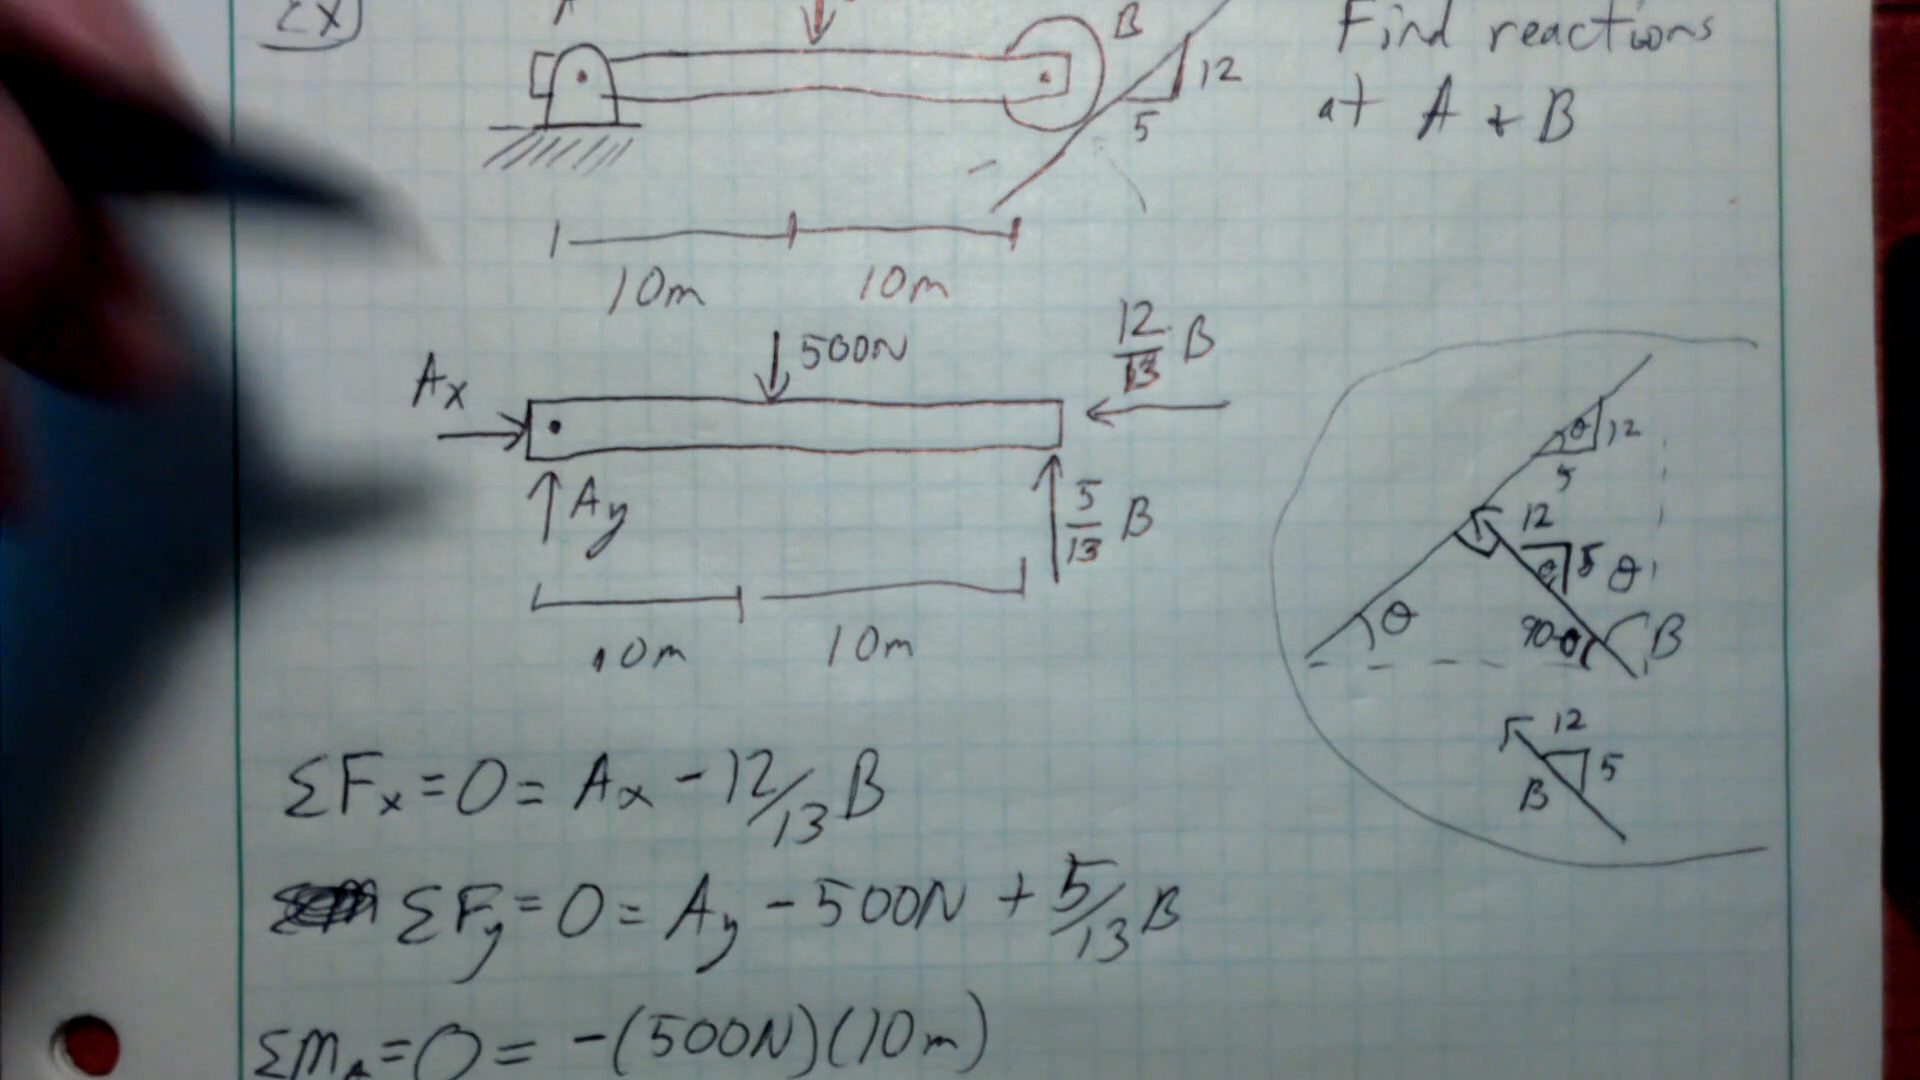 Ex)
A
B
Find reactions
12
at A + B
5
10m 10m
500N
12/13 B
Ax
Ay
5/13 B
10m 10m
θ 12
5
12
θ 5 θ
θ
90-θ
B
12
5
B
ΣFx = 0 = Ax - 12/13 B
ΣFy = 0 = Ay - 500N + 5/13 B
ΣMA = 0 = -(500N)(10m)